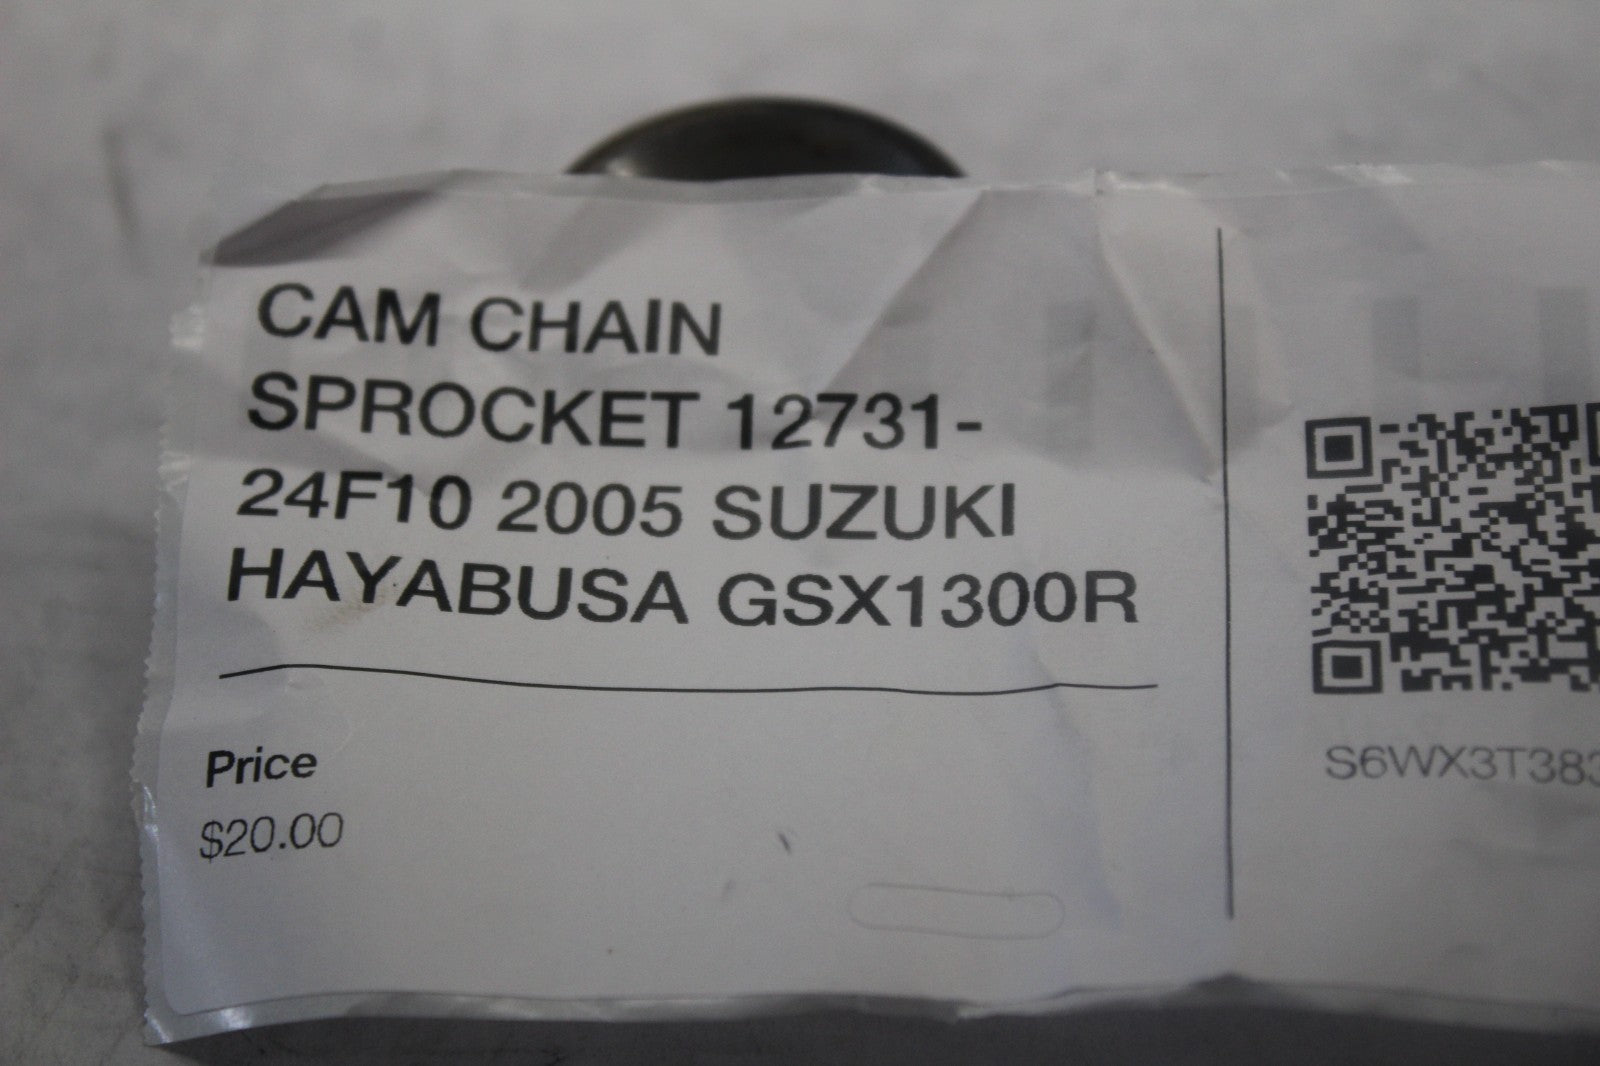 CAM CHAIN
SPROCKET 12731-
24F10 2005 SUZUKI
HAYABUSA GSX1300R
Price
$20.00
S6WX3T383